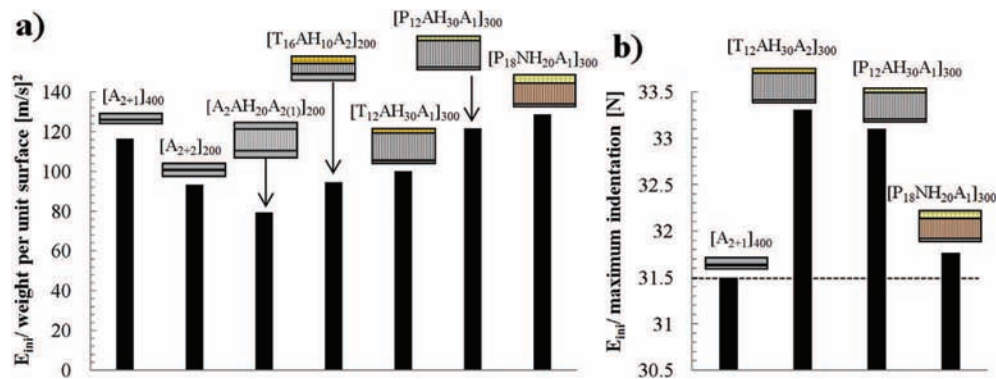 a)
E_ini/ weight per unit surface [m/s]²
140
120
100
80
60
40
20
0
[A₂₊₁]₄₀₀
[A₂₊₂]₂₀₀
[A₂AH₂₀A₂₍₁₎]₂₀₀
[T₁₆AH₁₀A₂]₂₀₀
[T₁₂AH₃₀A₁]₃₀₀
[P₁₂AH₃₀A₁]₃₀₀
[P₁₈NH₂₀A₁]₃₀₀
b)
E_ini/ maximum indentation [N]
33.5
33
32.5
32
31.5
31
30.5
[A₂₊₁]₄₀₀
[T₁₂AH₃₀A₂]₃₀₀
[P₁₂AH₃₀A₁]₃₀₀
[P₁₈NH₂₀A₁]₃₀₀